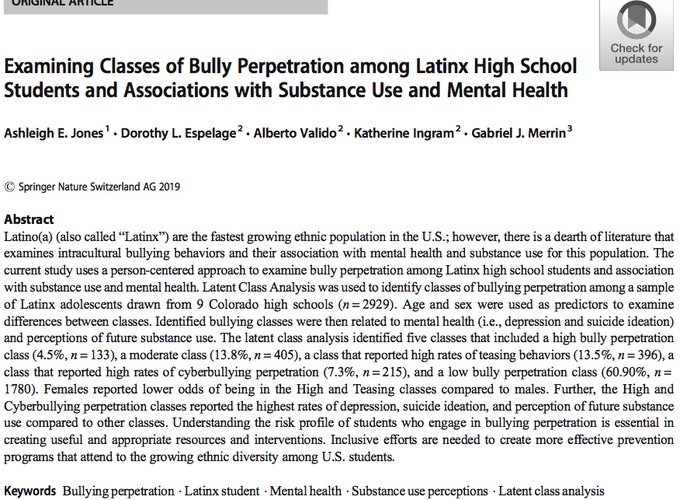 ORIGINAL ARTICLE
Check for
updates
Examining Classes of Bully Perpetration among Latinx High School
Students and Associations with Substance Use and Mental Health
Ashleigh E. Jones1 · Dorothy L. Espelage2 · Alberto Valido2 · Katherine Ingram2 · Gabriel J. Merrin3
© Springer Nature Switzerland AG 2019
Abstract
Latino(a) (also called “Latinx”) are the fastest growing ethnic population in the U.S.; however, there is a dearth of literature that
examines intracultural bullying behaviors and their association with mental health and substance use for this population. The
current study uses a person-centered approach to examine bully perpetration among Latinx high school students and association
with substance use and mental health. Latent Class Analysis was used to identify classes of bullying perpetration among a sample
of Latinx adolescents drawn from 9 Colorado high schools (n = 2929). Age and sex were used as predictors to examine
differences between classes. Identified bullying classes were then related to mental health (i.e., depression and suicide ideation)
and perceptions of future substance use. The latent class analysis identified five classes that included a high bully perpetration
class (4.5%, n = 133), a moderate class (13.8%, n = 405), a class that reported high rates of teasing behaviors (13.5%, n = 396), a
class that reported high rates of cyberbullying perpetration (7.3%, n = 215), and a low bully perpetration class (60.90%, n =
1780). Females reported lower odds of being in the High and Teasing classes compared to males. Further, the High and
Cyberbullying perpetration classes reported the highest rates of depression, suicide ideation, and perception of future substance
use compared to other classes. Understanding the risk profile of students who engage in bullying perpetration is essential in
creating useful and appropriate resources and interventions. Inclusive efforts are needed to create more effective prevention
programs that attend to the growing ethnic diversity among U.S. students.
Keywords Bullying perpetration · Latinx student · Mental health · Substance use perceptions · Latent class analysis